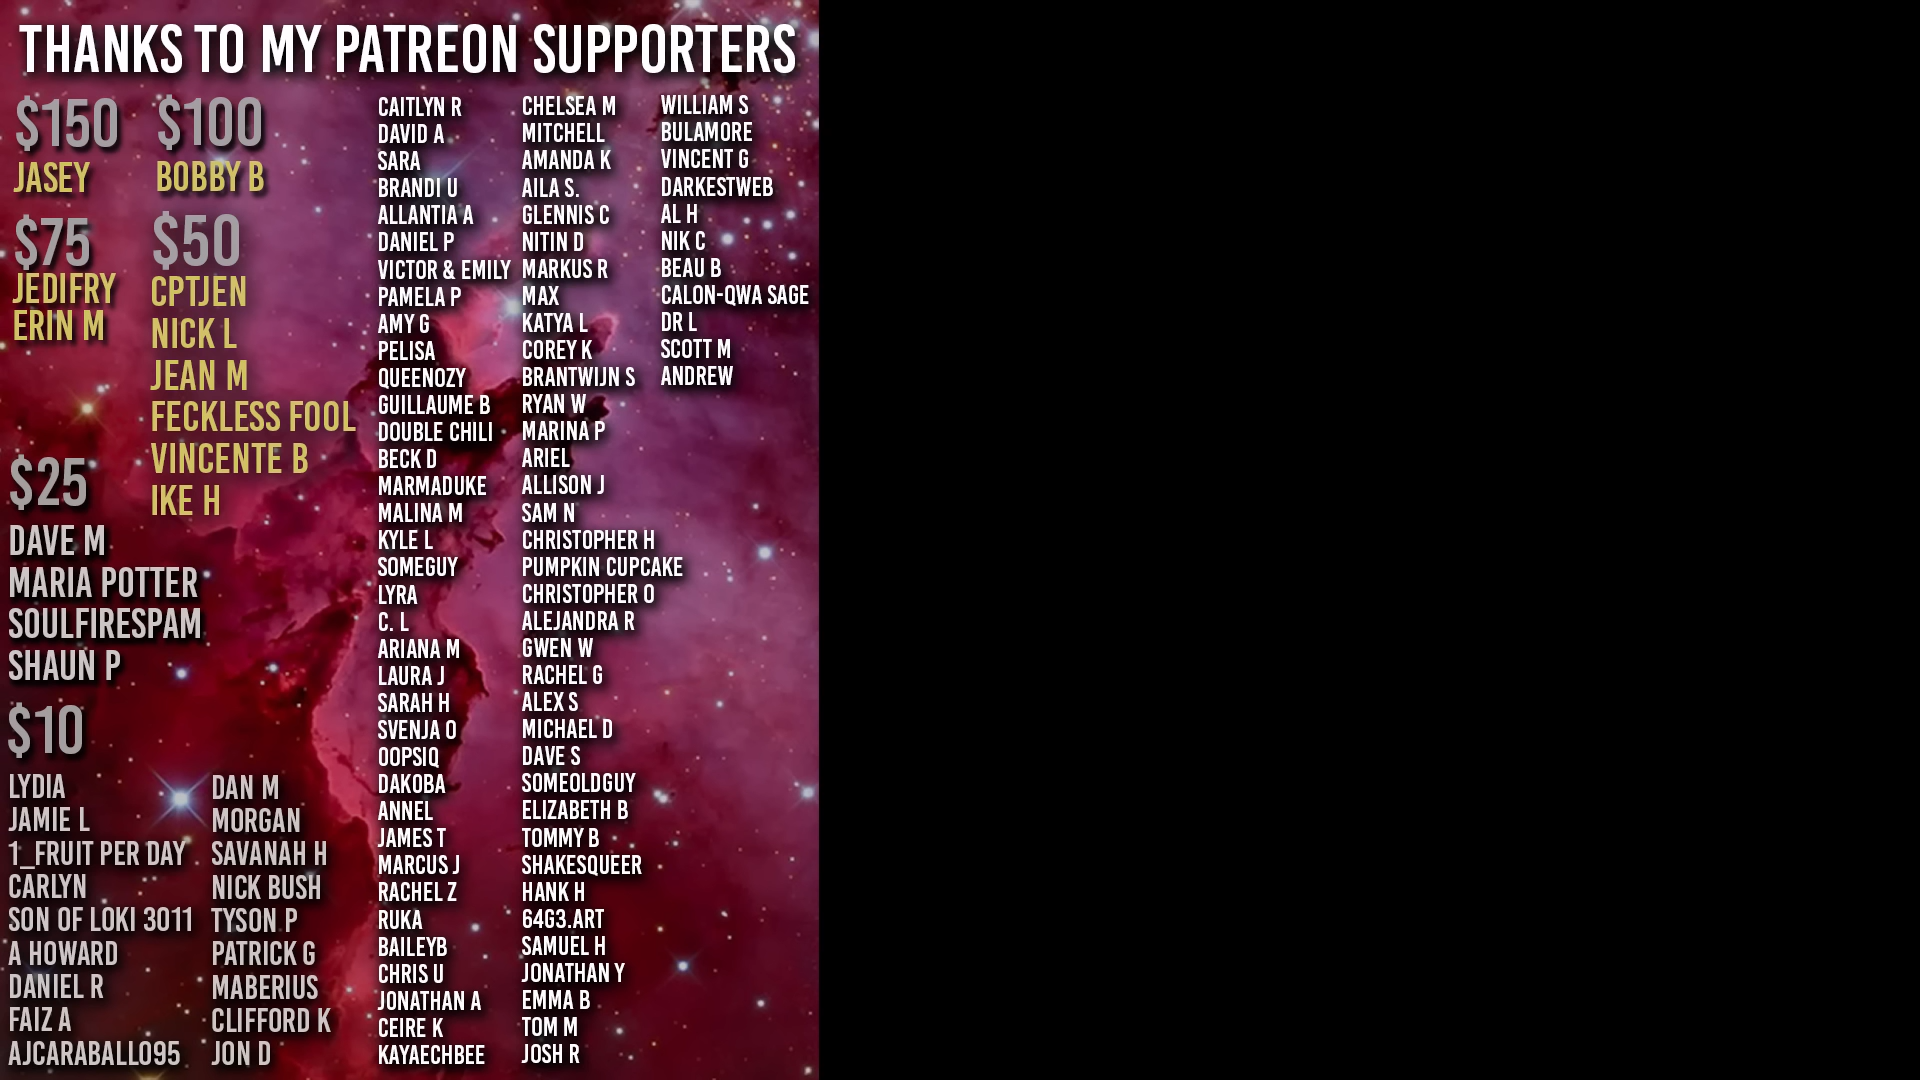 THANKS TO MY PATREON SUPPORTERS
$150
JASEY
$100
BOBBY B
$75
JEDIFRY
ERIN M
$50
CPTJEN
NICK L
JEAN M
FECKLESS FOOL
VINCENTE B
IKE H
$25
DAVE M
MARIA POTTER
SOULFIRESPAM
SHAUN P
$10
LYDIA
JAMIE L
1_FRUIT PER DAY
CARLYN
SON OF LOKI 3011
A HOWARD
DANIEL R
FAIZ A
AJCARABALLO95
DAN M
MORGAN
SAVANAH H
NICK BUSH
TYSON P
PATRICK G
MABERIUS
CLIFFORD K
JON D
CAITLYN R
DAVID A
SARA
BRANDI U
ALLANTIA A
DANIEL P
VICTOR & EMILY
PAMELA P
AMY G
PELISA
QUEENOZY
GUILLAUME B
DOUBLE CHILI
BECK D
MARMADUKE
MALINA M
KYLE L
SOMEGUY
LYRA
C. L
ARIANA M
LAURA J
SARAH H
SVENJA O
OOPSIQ
DAKOBA
ANNEL
JAMES T
MARCUS J
RACHEL Z
RUKA
BAILEYB
CHRIS U
JONATHAN A
CEIRE K
KAYAECHBEE
CHELSEA M
MITCHELL
AMANDA K
AILA S.
GLENNIS C
NITIN D
MARKUS R
MAX
KATYA L
COREY K
BRANTWIJN S
RYAN W
MARINA P
ARIEL
ALLISON J
SAM N
CHRISTOPHER H
PUMPKIN CUPCAKE
CHRISTOPHER O
ALEJANDRA R
GWEN W
RACHEL G
ALEX S
MICHAEL D
DAVE S
SOMEOLDGUY
ELIZABETH B
TOMMY B
SHAKESQUEER
HANK H
64G3.ART
SAMUEL H
JONATHAN Y
EMMA B
TOM M
JOSH R
WILLIAM S
BULAMORE
VINCENT G
DARKESTWEB
AL H
NIK C
BEAU B
CALON-QWA SAGE
DR L
SCOTT M
ANDREW